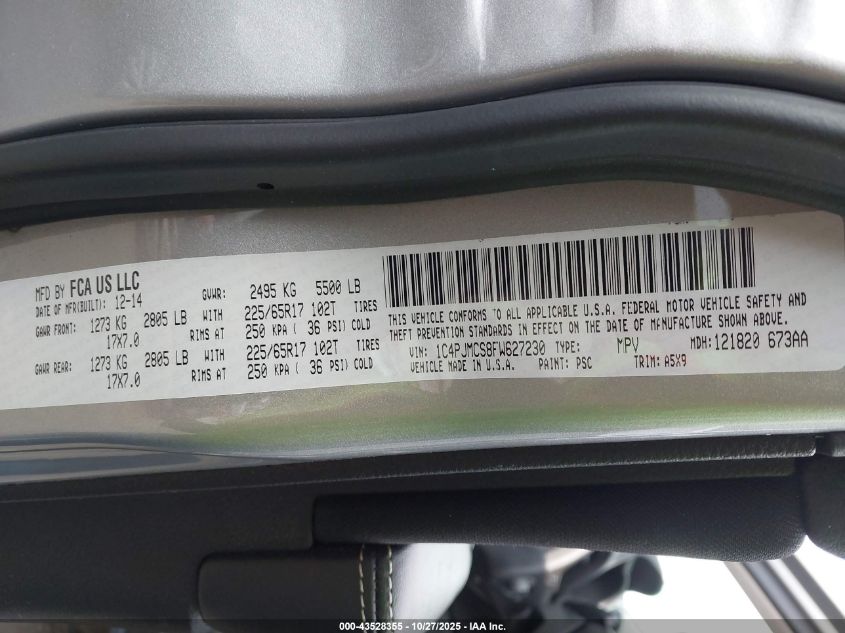 MFD BY FCA US LLC
DATE OF MFR(BUILT): 12-14
GVWR: 2495 KG 5500 LB
GAWR FRONT: 1273 KG 2805 LB WITH 225/65R17 102T TIRES
17X7.0 RIMS AT 250 KPA ( 36 PSI) COLD
GAWR REAR: 1273 KG 2805 LB WITH 225/65R17 102T TIRES
17X7.0 RIMS AT 250 KPA ( 36 PSI) COLD
THIS VEHICLE CONFORMS TO ALL APPLICABLE U.S.A. FEDERAL MOTOR VEHICLE SAFETY AND
THEFT PREVENTION STANDARDS IN EFFECT ON THE DATE OF MANUFACTURE SHOWN ABOVE.
VIN: 1C4PJMCS8FW627230 TYPE: MPV MDH: 121820 673AA
VEHICLE MADE IN U.S.A. PAINT: PSC TRIM: A5X9
000-43528355 | 10/27/2025 - IAA Inc.